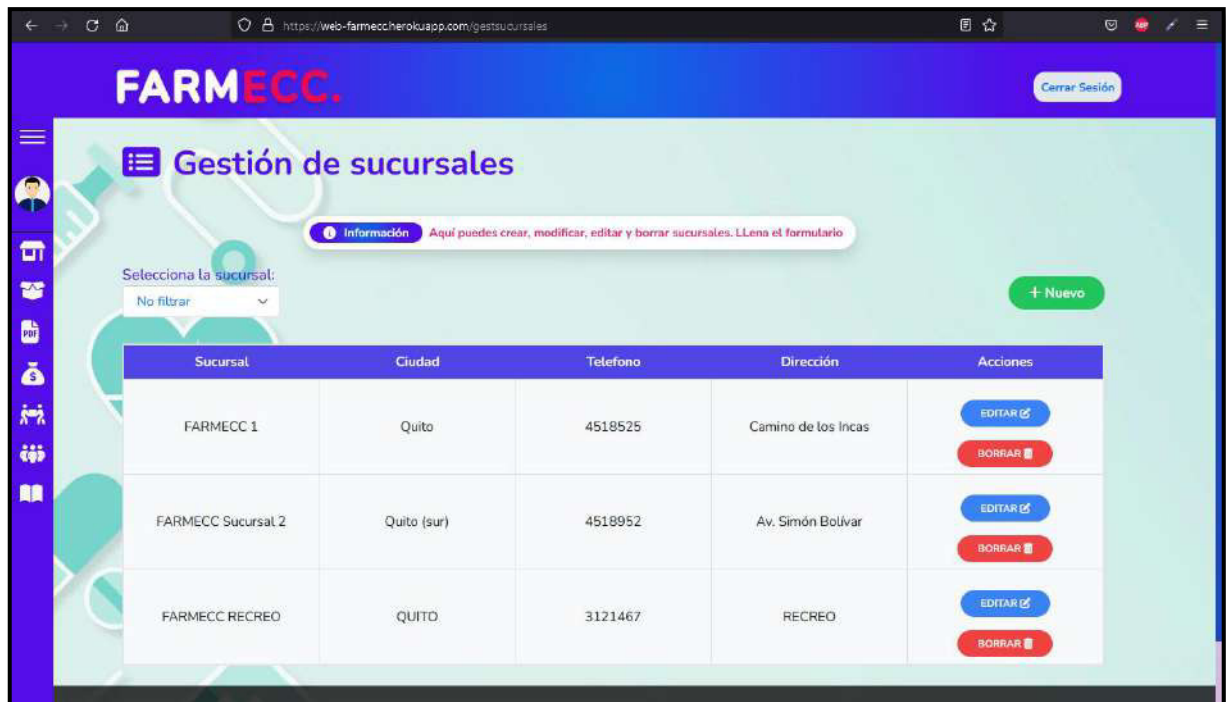 https://web-farmecc.herokuapp.com/gestsucursales
FARMECC.
Cerrar Sesión
Gestión de sucursales
Información Aquí puedes crear, modificar, editar y borrar sucursales. LLena el formulario
Selecciona la sucursal:
No filtrar
+ Nuevo
Sucursal Ciudad Telefono Dirección Acciones
FARMECC 1 Quito 4518525 Camino de los Incas
EDITAR
BORRAR
FARMECC Sucursal 2 Quito (sur) 4518952 Av. Simón Bolívar
EDITAR
BORRAR
FARMECC RECREO QUITO 3121467 RECREO
EDITAR
BORRAR
PDF
ABP